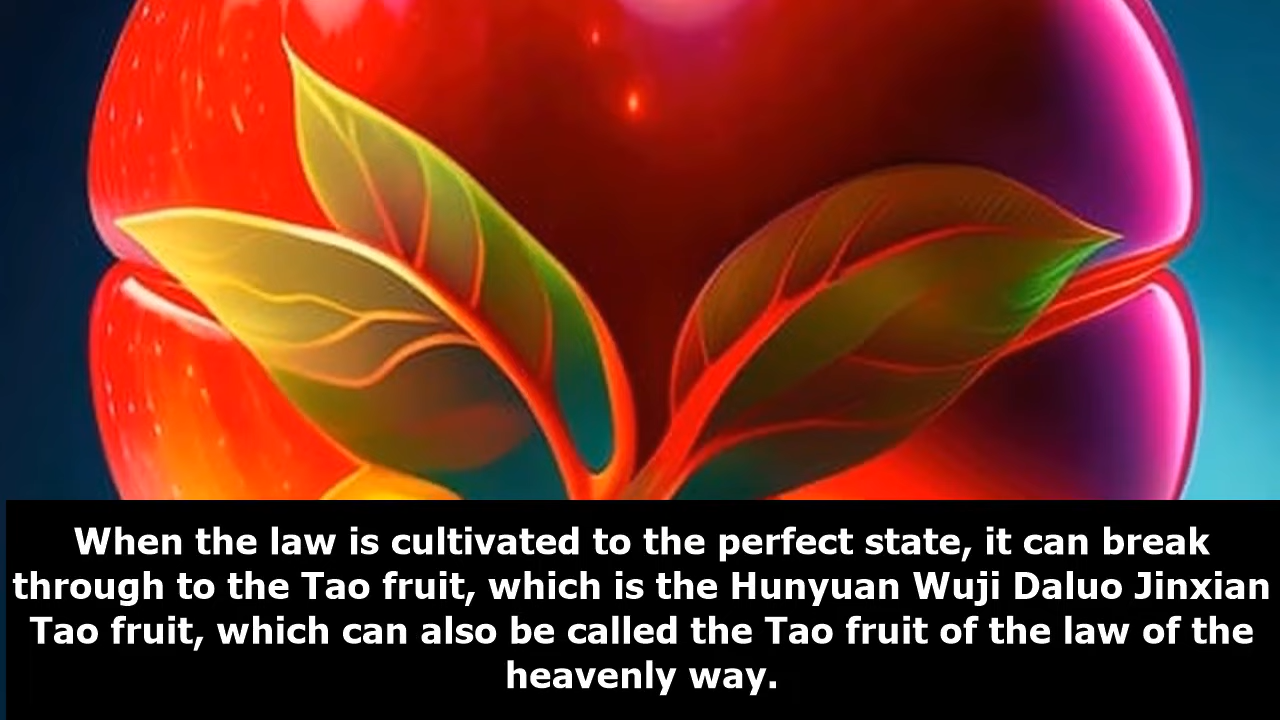 When the law is cultivated to the perfect state, it can break
through to the Tao fruit, which is the Hunyuan Wuji Daluo Jinxian
Tao fruit, which can also be called the Tao fruit of the law of the
heavenly way.